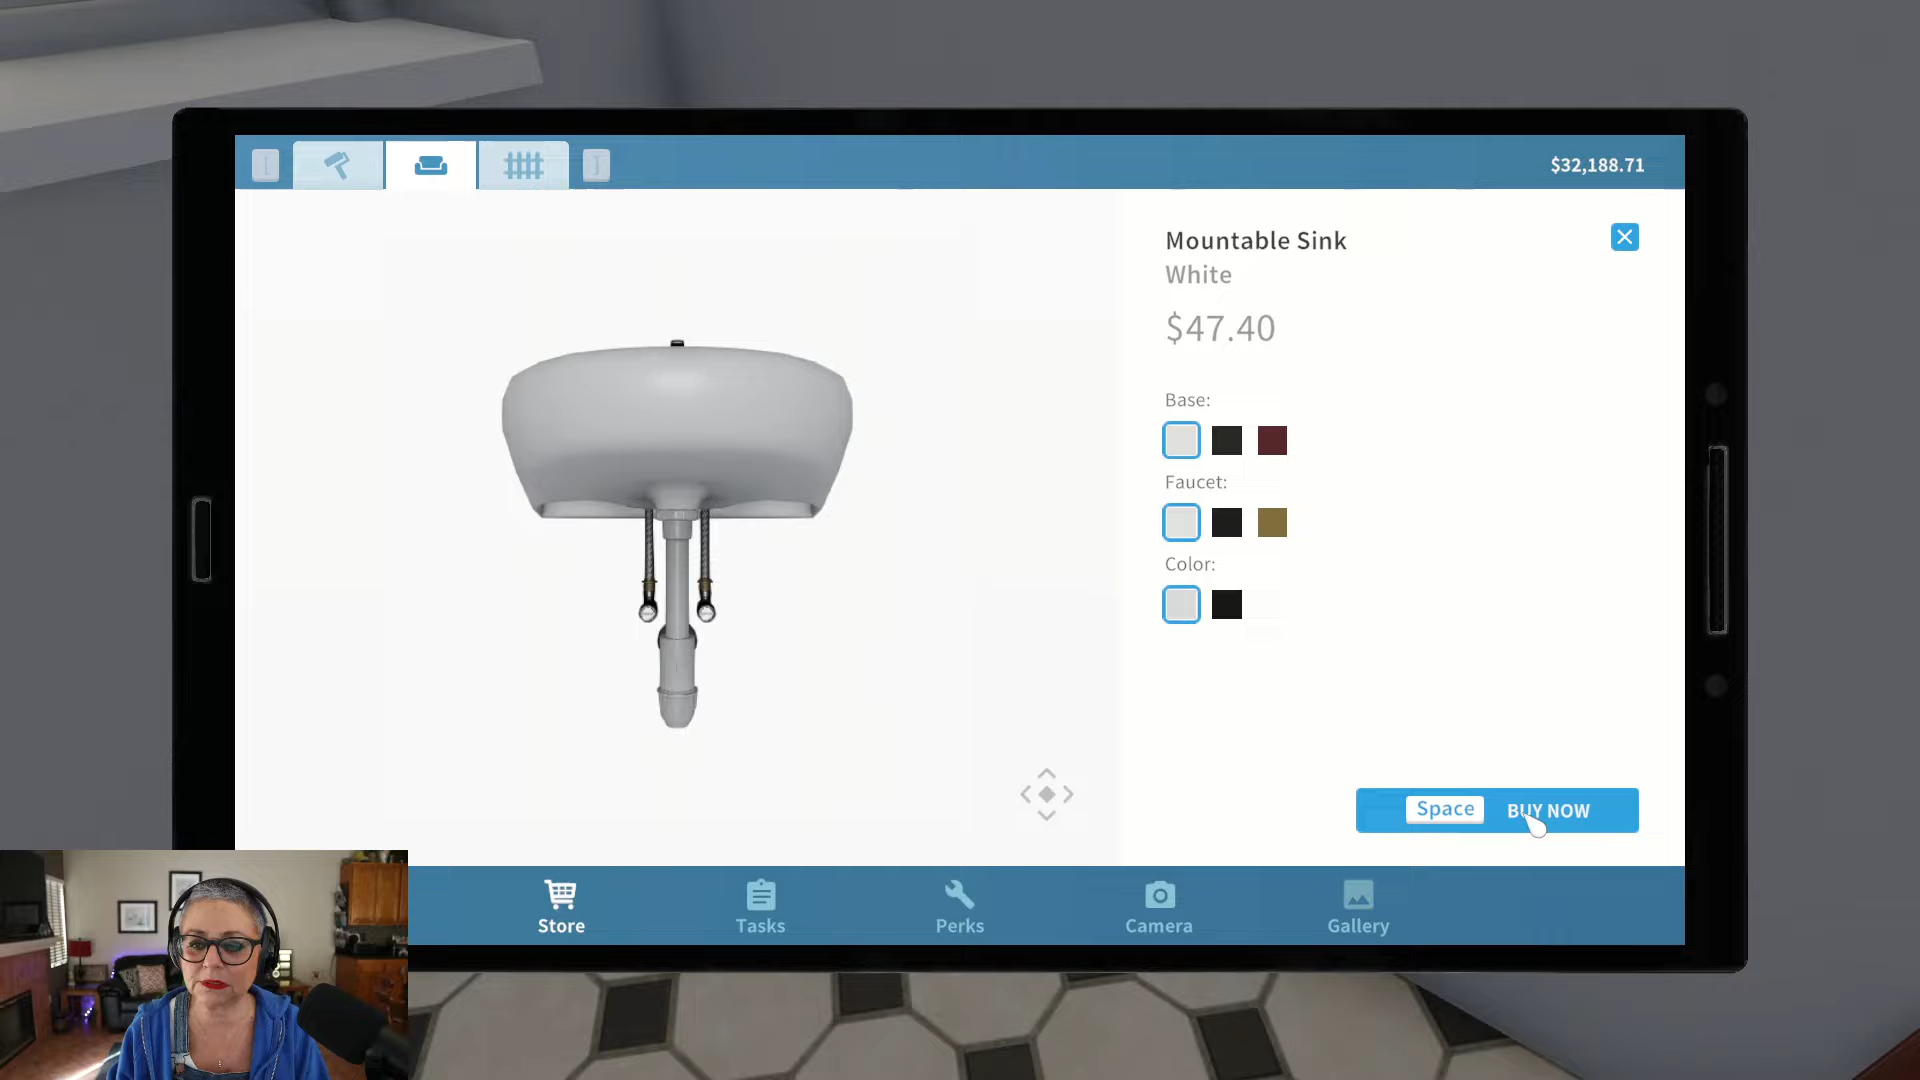 $32,188.71
Mountable Sink
White
$47.40
Base:
Faucet:
Color:
Space BUY NOW
Store
Tasks
Perks
Camera
Gallery